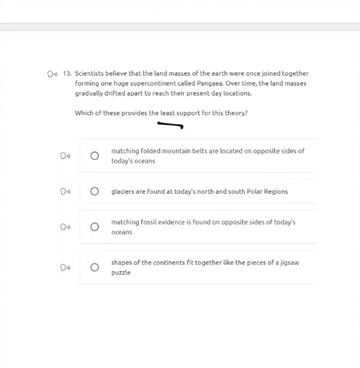 13. Scientists believe that the land masses of the earth were once joined together
forming one huge supercontinent called Pangaea. Over time, the land masses
gradually drifted apart to reach their present day locations.
Which of these provides the least support for this theory?
matching folded mountain belts are located on opposite sides of
today's oceans
glaciers are found at today's north and south Polar Regions
matching fossil evidence is found on opposite sides of today's
oceans
shapes of the continents fit together like the pieces of a jigsaw
puzzle